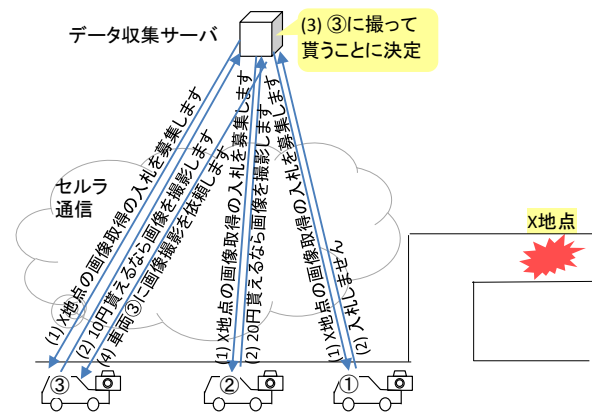 データ収集サーバ
(3) ③に撮って
貰うことに決定
セルラ
通信
(1) X地点の画像取得の入札を募集します
(2) 10円貰えるなら画像を撮影します
(4) 車両③に画像撮影を依頼します
(1) X地点の画像取得の入札を募集します
(2) 20円貰えるなら画像を撮影します
(1) X地点の画像取得の入札を募集します
(2) 入札しません
X地点
③
②
①